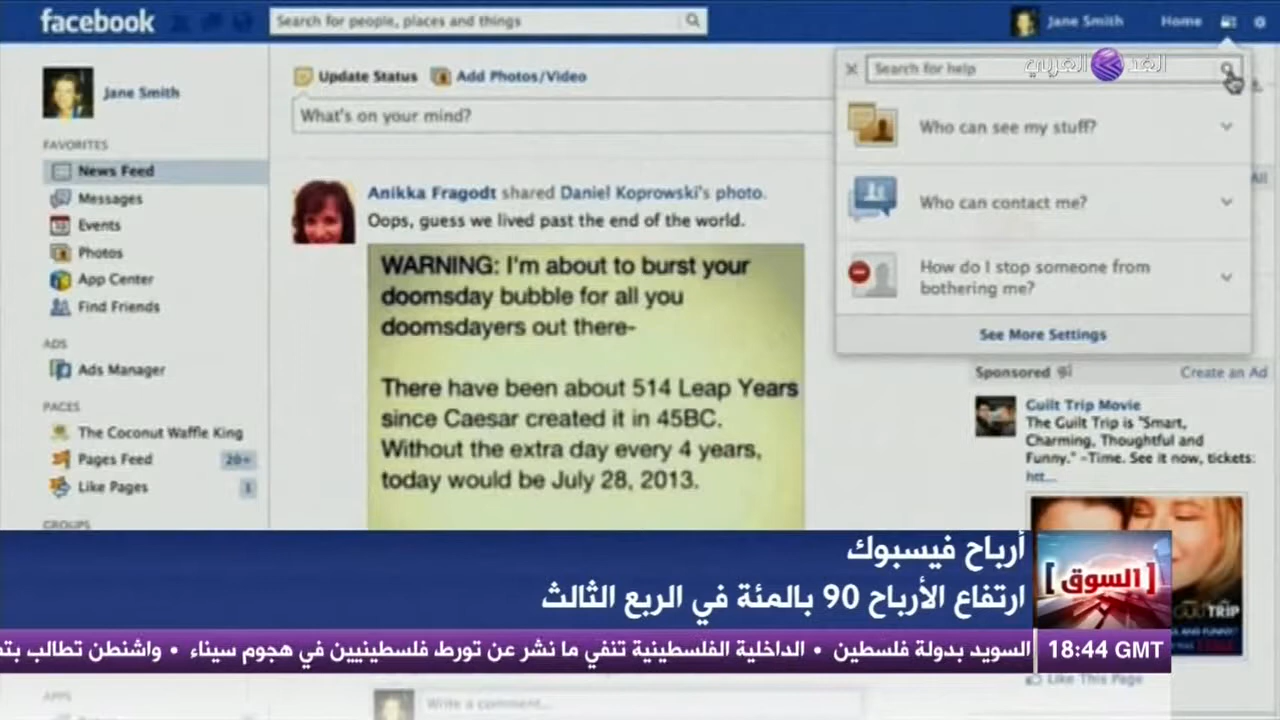 facebook
Search for people, places and things
Jane Smith
Home
Jane Smith
FAVORITES
News Feed
Messages
Events
Photos
App Center
Find Friends
ADS
Ads Manager
PAGES
The Coconut Waffle King
Pages Feed 20+
Like Pages 1
GROUPS
APPS
Update Status
Add Photos/Video
What's on your mind?
Anikka Fragodt shared Daniel Koprowski's photo.
Oops, guess we lived past the end of the world.
WARNING: I'm about to burst your
doomsday bubble for all you
doomsdayers out there-
There have been about 514 Leap Years
since Caesar created it in 45BC.
Without the extra day every 4 years,
today would be July 28, 2013.
Write a comment...
Search for help
الغد العربي
Who can see my stuff?
Who can contact me?
How do I stop someone from
bothering me?
See More Settings
All
Sponsored
Create an Ad
Guilt Trip Movie
The Guilt Trip is "Smart,
Charming, Thoughtful and
Funny." -Time. See it now, tickets:
htt...
TRIP
Like This Page
أرباح فيسبوك
ارتفاع الأرباح 90 بالمئة في الربع الثالث
[السوق]
السويد بدولة فلسطين • الداخلية الفلسطينية تنفي ما نشر عن تورط فلسطينيين في هجوم سيناء • واشنطن تطالب
18:44 GMT